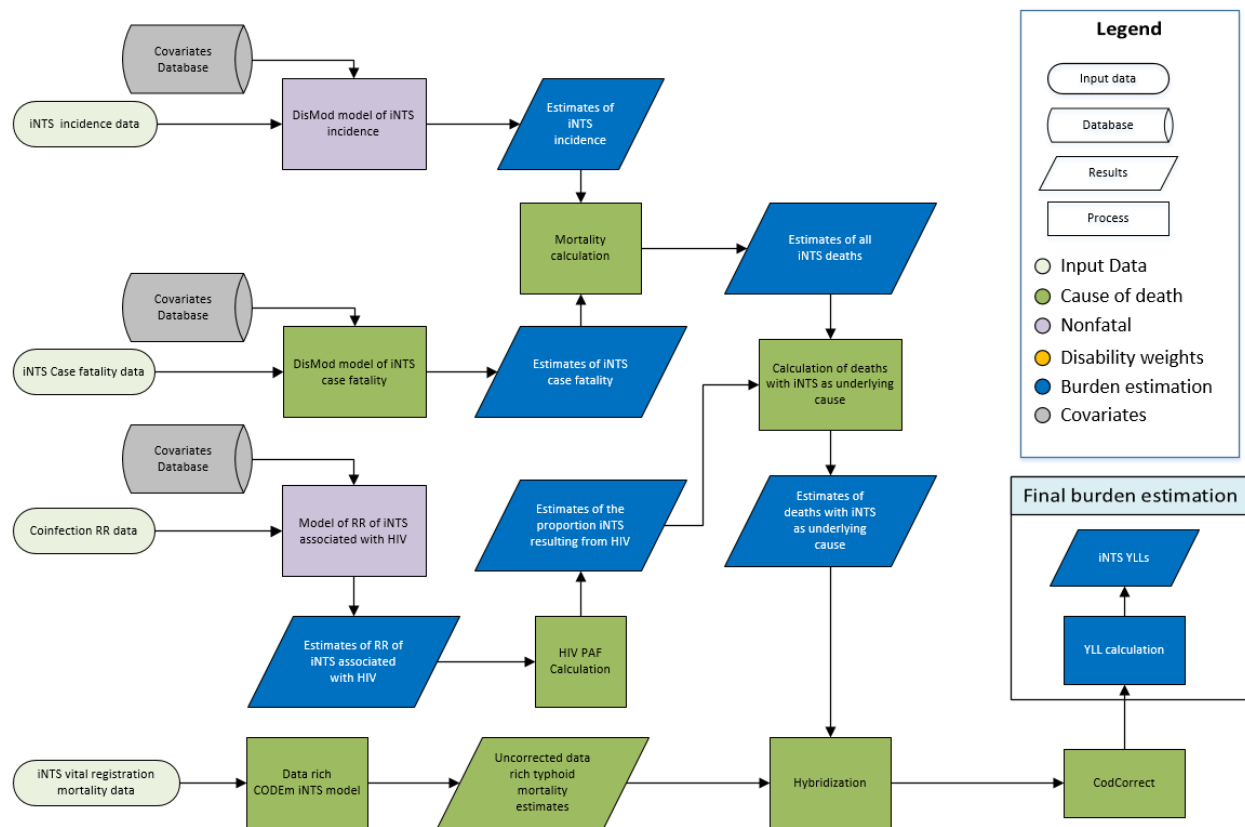 Covariates
Database
iNTS  incidence data
DisMod model of iNTS
incidence
Estimates of
iNTS
incidence
Mortality
calculation
Estimates of all
iNTS deaths
Covariates
Database
iNTS Case fatality data
DisMod model of iNTS
case fatality
Estimates of iNTS
case fatality
Calculation of deaths
with iNTS as underlying
cause
Covariates
Database
Coinfection RR data
Model of RR of iNTS
associated with HIV
Estimates of the
proportion iNTS
resulting from HIV
Estimates of
deaths with iNTS
as underlying
cause
Estimates of RR of
iNTS associated
with HIV
HIV PAF
Calculation
iNTS vital registration
mortality data
Data rich
CODEm iNTS model
Uncorrected data
rich typhoid
mortality
estimates
Hybridization
CodCorrect
Legend
Input data
Database
Results
Process
Input Data
Cause of death
Nonfatal
Disability weights
Burden estimation
Covariates
Final burden estimation
iNTS YLLs
YLL calculation